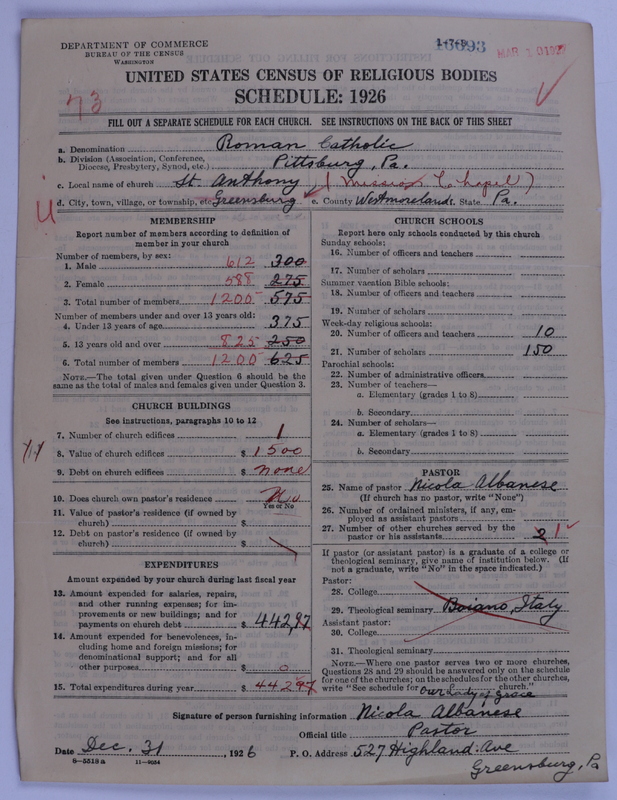 DEPARTMENT OF COMMERCE
BUREAU OF THE CENSUS
WASHINGTON
MAR 10 1927
UNITED STATES CENSUS OF RELIGIOUS BODIES
SCHEDULE: 1926
73
FILL OUT A SEPARATE SCHEDULE FOR EACH CHURCH. SEE INSTRUCTIONS ON THE BACK OF THIS SHEET
a. Denomination Roman Catholic
b. Division (Association, Conference, Diocese, Presbytery, Synod, etc.) Pittsburg, Pa.
c. Local name of church St. Anthony (Mission Chapel)
d. City, town, village, or township, etc. Greensburg e. County Westmoreland f. State Pa.
MEMBERSHIP
Report number of members according to definition of
member in your church
Number of members, by sex:
1. Male 612 300
2. Female 588 275
3. Total number of members 1200 575
Number of members under and over 13 years old:
4. Under 13 years of age 375
5. 13 years old and over 825 250
6. Total number of members 1200 625
NOTE.—The total given under Question 6 should be the
same as the total of males and females given under Question 3.
CHURCH BUILDINGS
See instructions, paragraphs 10 to 12
7. Number of church edifices 1
8. Value of church edifices $ 1500
9. Debt on church edifices $ none
10. Does church own pastor's residence No
Yes or No
11. Value of pastor's residence (if owned by
church) $
12. Debt on pastor's residence (if owned by
church) $
EXPENDITURES
Amount expended by your church during last fiscal year
13. Amount expended for salaries, repairs,
and other running expenses; for im-
provements or new buildings; and for
payments on church debt $ 442,97
14. Amount expended for benevolences, in-
cluding home and foreign missions; for
denominational support; and for all
other purposes $ 0
15. Total expenditures during year $ 44297
CHURCH SCHOOLS
Report here only schools conducted by this church
Sunday schools:
16. Number of officers and teachers
17. Number of scholars
Summer vacation Bible schools:
18. Number of officers and teachers
19. Number of scholars
Week-day religious schools:
20. Number of officers and teachers 10
21. Number of scholars 150
Parochial schools:
22. Number of administrative officers
23. Number of teachers—
a. Elementary (grades 1 to 8)
b. Secondary
24. Number of scholars—
a. Elementary (grades 1 to 8)
b. Secondary
PASTOR
25. Name of pastor Nicola Albanese
(If church has no pastor, write "None")
26. Number of ordained ministers, if any, em-
ployed as assistant pastors
27. Number of other churches served by the
pastor or his assistants 2 1
If pastor (or assistant pastor) is a graduate of a college or
theological seminary, give name of institution below. (If
not a graduate, write "No" in the space indicated.)
Pastor:
28. College
29. Theological seminary Boiano, Italy
Assistant pastor:
30. College
31. Theological seminary
NOTE.—Where one pastor serves two or more churches,
Questions 28 and 29 should be answered only on the schedule
for one of the churches; on the schedules for the other churches,
write "See schedule for Our Lady of Grace church."
Signature of person furnishing information Nicola Albanese
Official title Pastor
Date Dec. 31, 1926 P. O. Address 527 Highland Ave
8—5518 a 11—9054
Greensburg, Pa